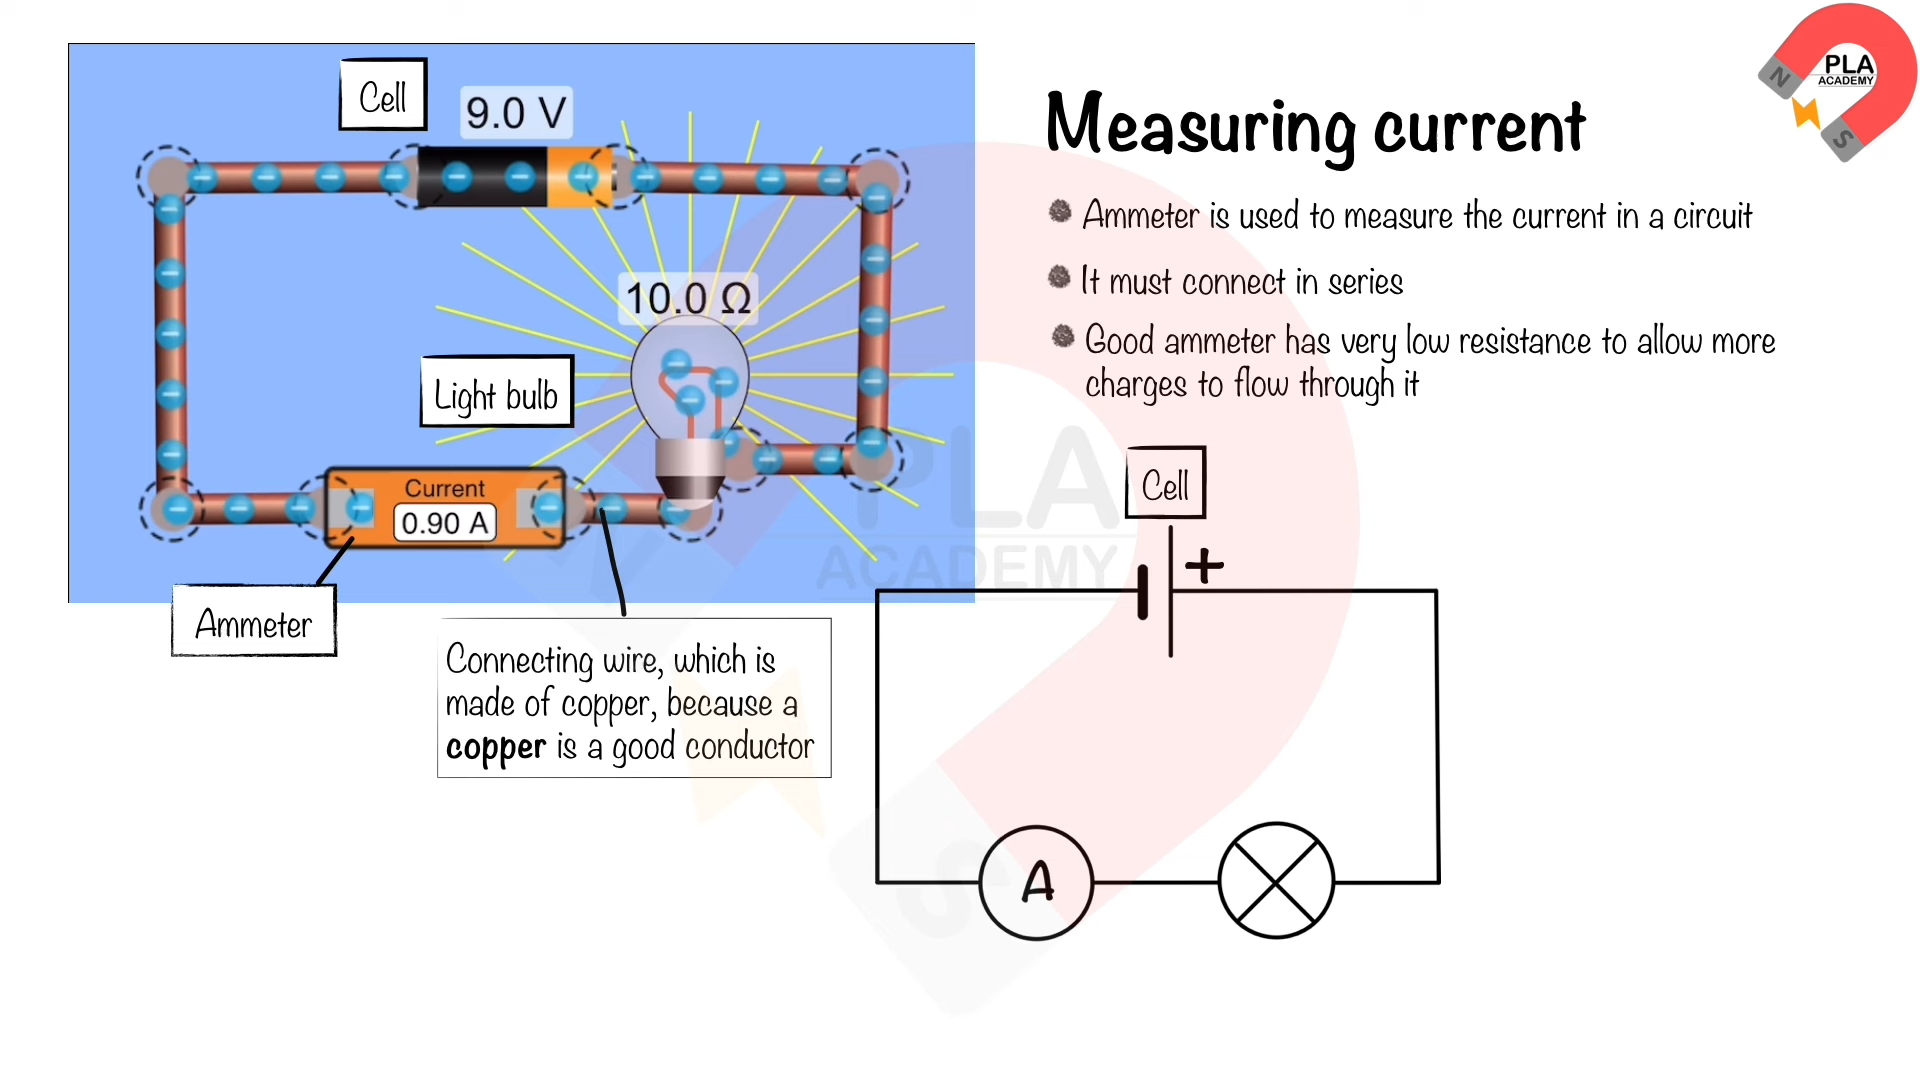 Cell
9.0 V
10.0 Ω
Light bulb
Current
0.90 A
Ammeter
Connecting wire, which is
made of copper, because a
copper is a good conductor
PLA
ACADEMY
N
S
Measuring current
Ammeter is used to measure the current in a circuit
It must connect in series
Good ammeter has very low resistance to allow more
charges to flow through it
Cell
+
A
PLA
ACADEMY
S